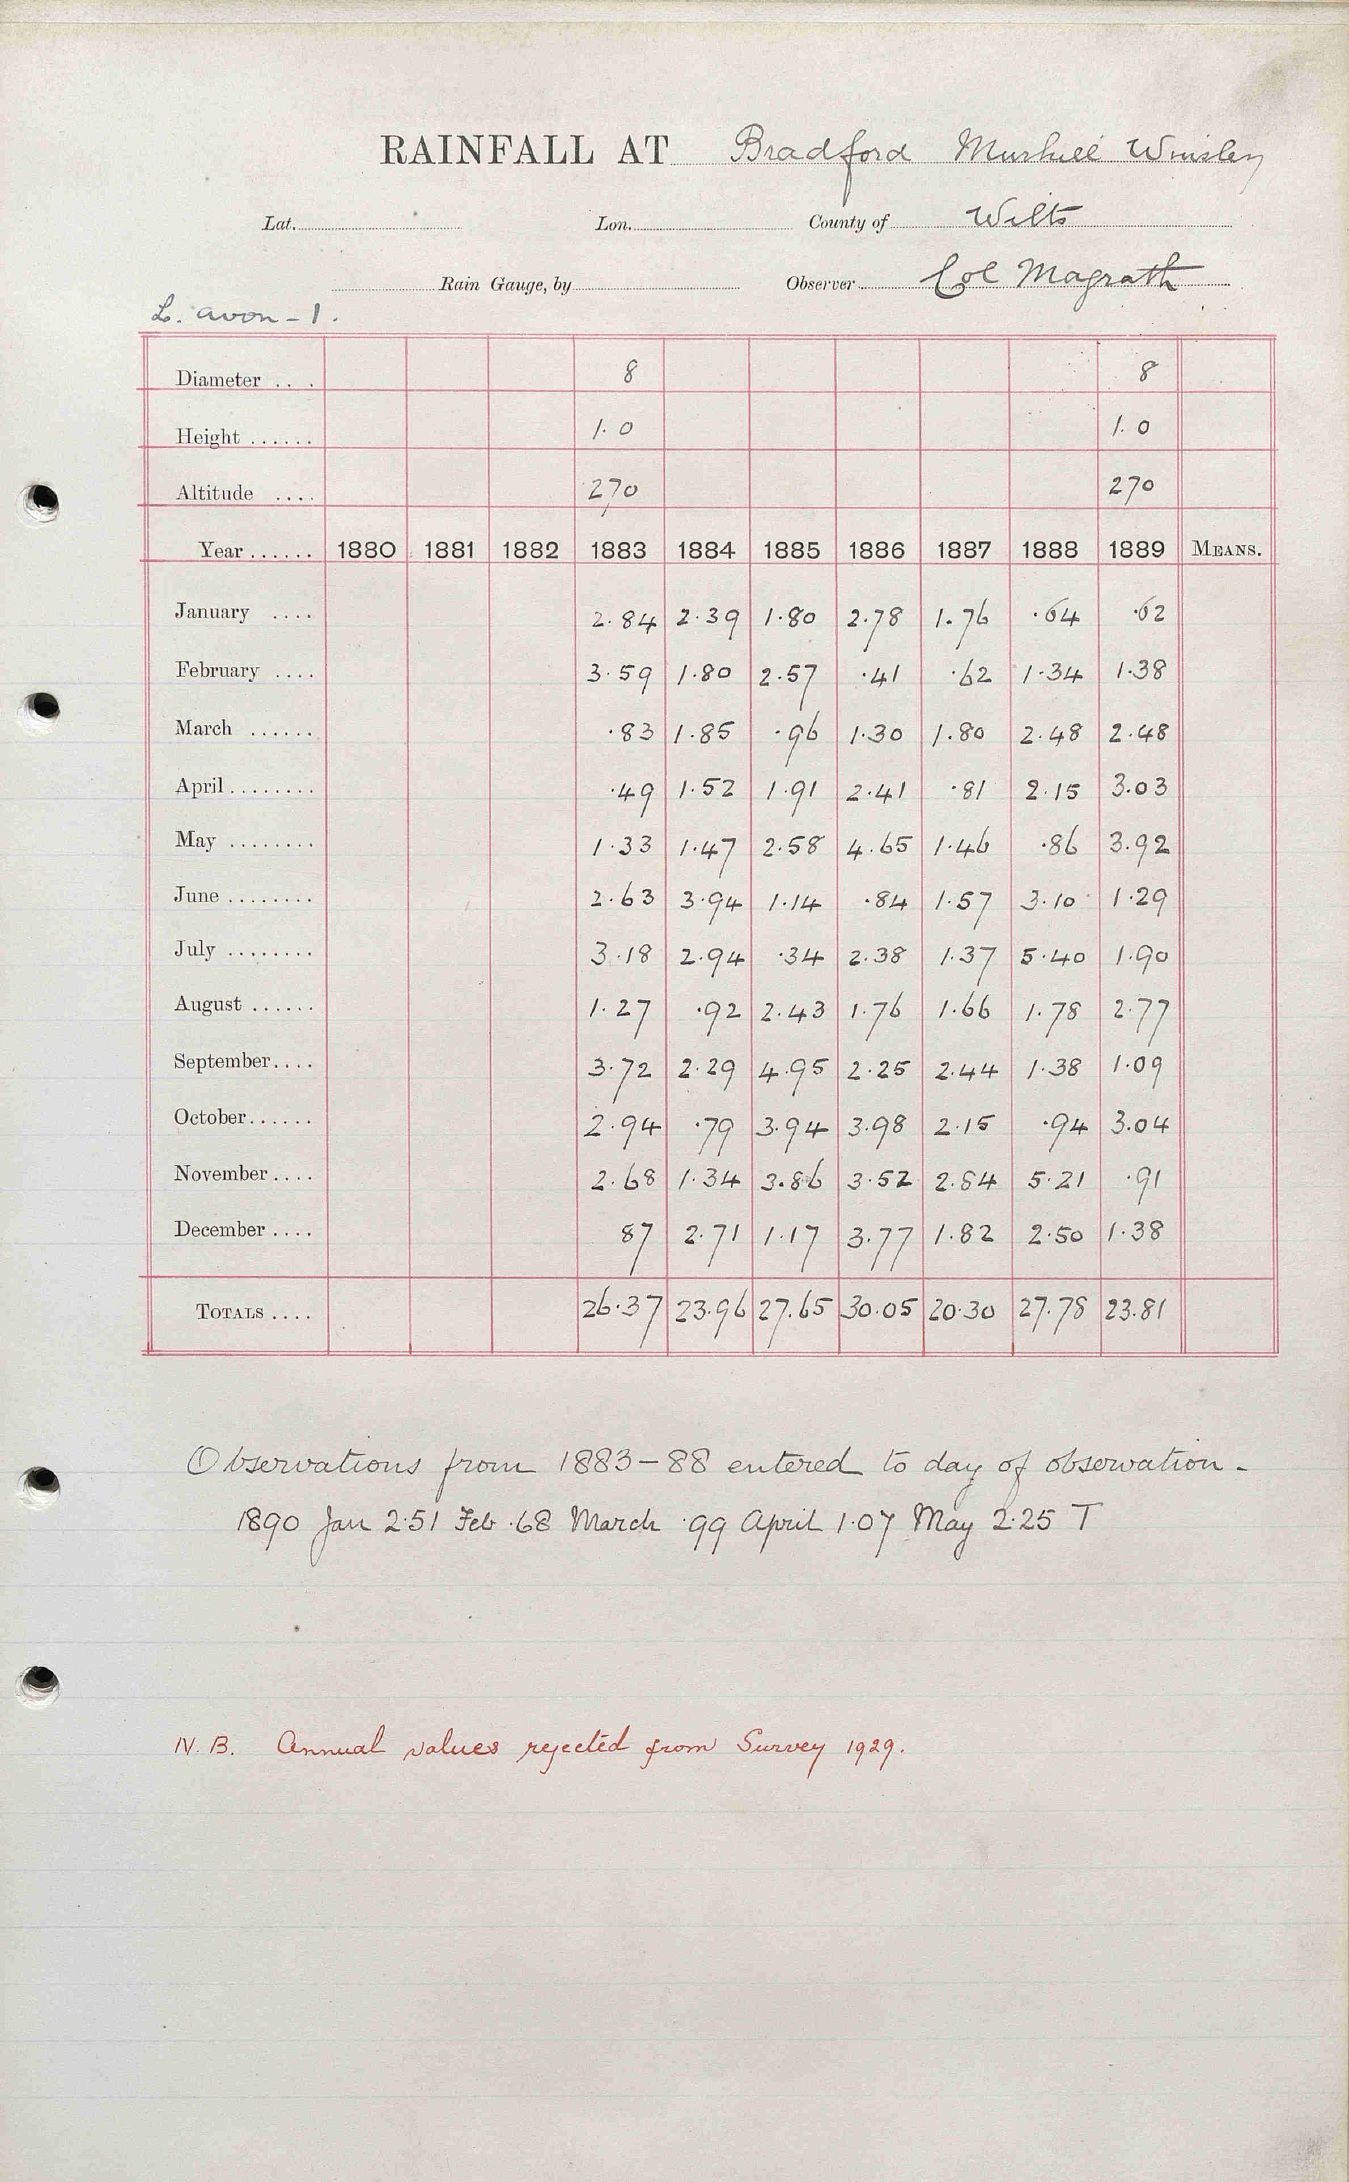 RAINFALL AT Bradford Murhill Winsley
Lat. Lon. County of Wilts
Rain Gauge, by Observer Col Magrath
L. Avon - 1.
Diameter ... 8 8
Height ...... 1.0 1.0
Altitude .... 270 270
Year ...... 1880 1881 1882 1883 1884 1885 1886 1887 1888 1889 MEANS.
January .... 2.84 2.39 1.80 2.78 1.76 .64 .62
February .... 3.59 1.80 2.57 .41 .62 1.34 1.38
March ...... .83 1.85 .96 1.30 1.80 2.48 2.48
April ........ .49 1.52 1.91 2.41 .81 2.15 3.03
May ........ 1.33 1.47 2.58 4.65 1.46 .86 3.92
June ........ 2.63 3.94 1.14 .84 1.57 3.10 1.29
July ........ 3.18 2.94 .34 2.38 1.37 5.40 1.90
August ...... 1.27 .92 2.43 1.76 1.66 1.78 2.77
September .... 3.72 2.29 4.95 2.25 2.44 1.38 1.09
October ...... 2.94 .79 3.94 3.98 2.15 .94 3.04
November .... 2.68 1.34 3.86 3.52 2.84 5.21 .91
December .... 87 2.71 1.17 3.77 1.82 2.50 1.38
TOTALS .... 26.37 23.96 27.65 30.05 20.30 27.78 23.81
Observations from 1883-88 entered to day of observation -
1890 Jan 2.51 Feb .68 March .99 April 1.07 May 2.25 T
N.B. Annual values rejected from Survey 1929.